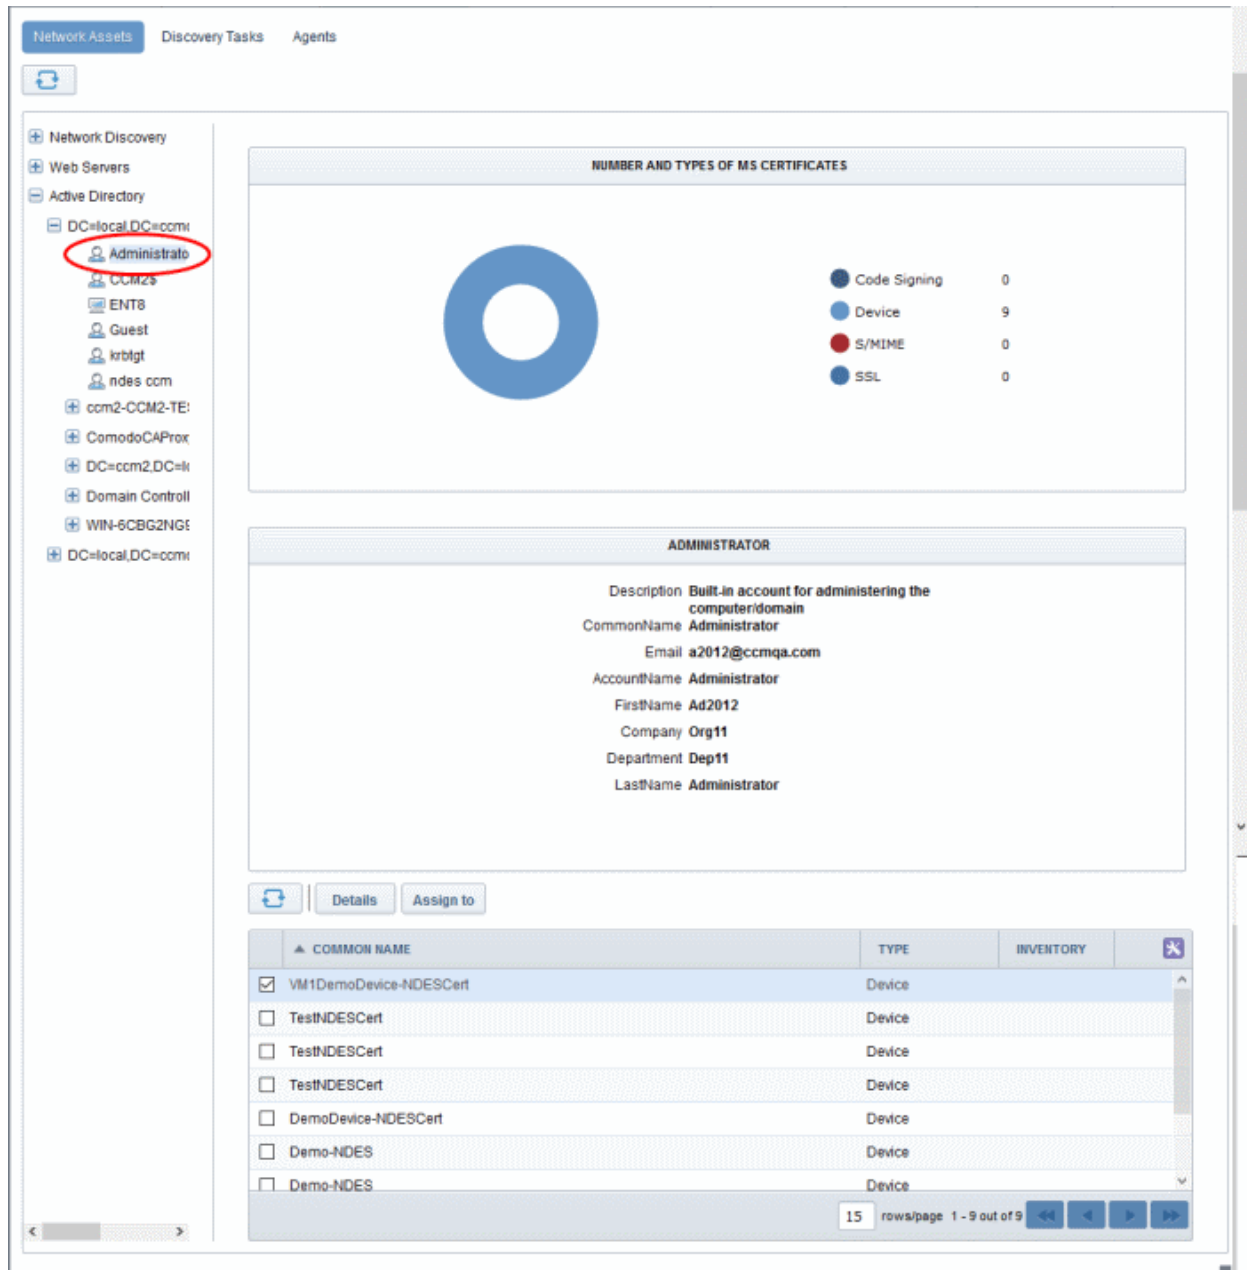 Network Assets Discovery Tasks Agents
Network Discovery
Web Servers
Active Directory
DC=local,DC=ccm
Administrato
CCM2$
ENT8
Guest
krbtgt
ndes ccm
ccm2-CCM2-TE
ComodoCAProx
DC=ccm2,DC=l
Domain Controll
WIN-6CBG2NG
DC=local,DC=ccm
NUMBER AND TYPES OF MS CERTIFICATES
Code Signing 0
Device 9
S/MIME 0
SSL 0
ADMINISTRATOR
Description Built-in account for administering the
computer/domain
CommonName Administrator
Email a2012@ccmqa.com
AccountName Administrator
FirstName Ad2012
Company Org11
Department Dep11
LastName Administrator
Details Assign to
COMMON NAME TYPE INVENTORY
VM1DemoDevice-NDESCert Device
TestNDESCert Device
TestNDESCert Device
TestNDESCert Device
DemoDevice-NDESCert Device
Demo-NDES Device
Demo-NDES Device
15 rows/page 1 - 9 out of 9